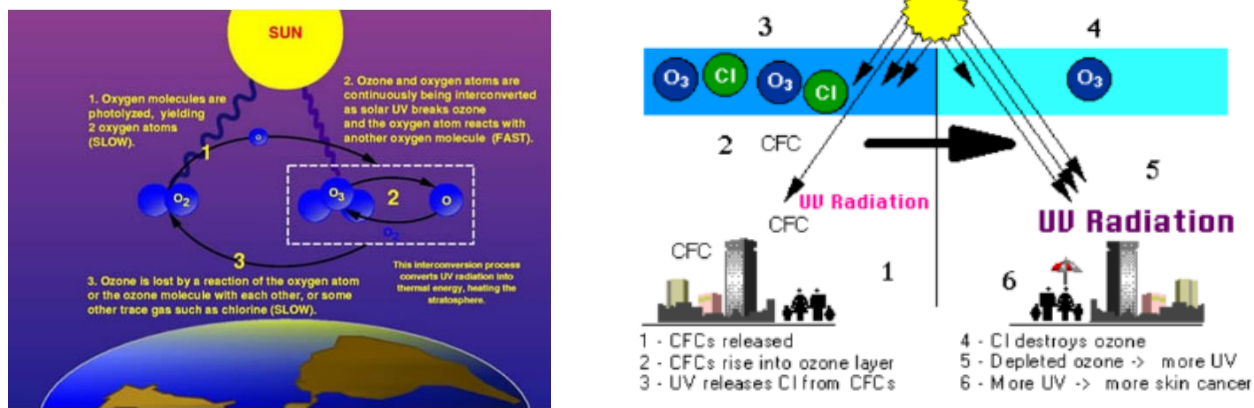 SUN
1. Oxygen molecules are
photolyzed, yielding
2 oxygen atoms
(SLOW).
2. Ozone and oxygen atoms are
continuously being interconverted
as solar UV breaks ozone
and the oxygen atom reacts with
another oxygen molecule (FAST).
1
O
O2
O3
2
O
O2
3
3. Ozone is lost by a reaction of the oxygen atom
or the ozone molecule with each other, or some
other trace gas such as chlorine (SLOW).
This interconversion process
converts UV radiation into
thermal energy, heating the
stratosphere.
3
4
O3
Cl
O3
Cl
O3
2
CFC
5
UV Radiation
UV Radiation
CFC
CFC
1
6
1 - CFCs released
2 - CFCs rise into ozone layer
3 - UV releases Cl from CFCs
4 - Cl destroys ozone
5 - Depleted ozone -> more UV
6 - More UV -> more skin cancer